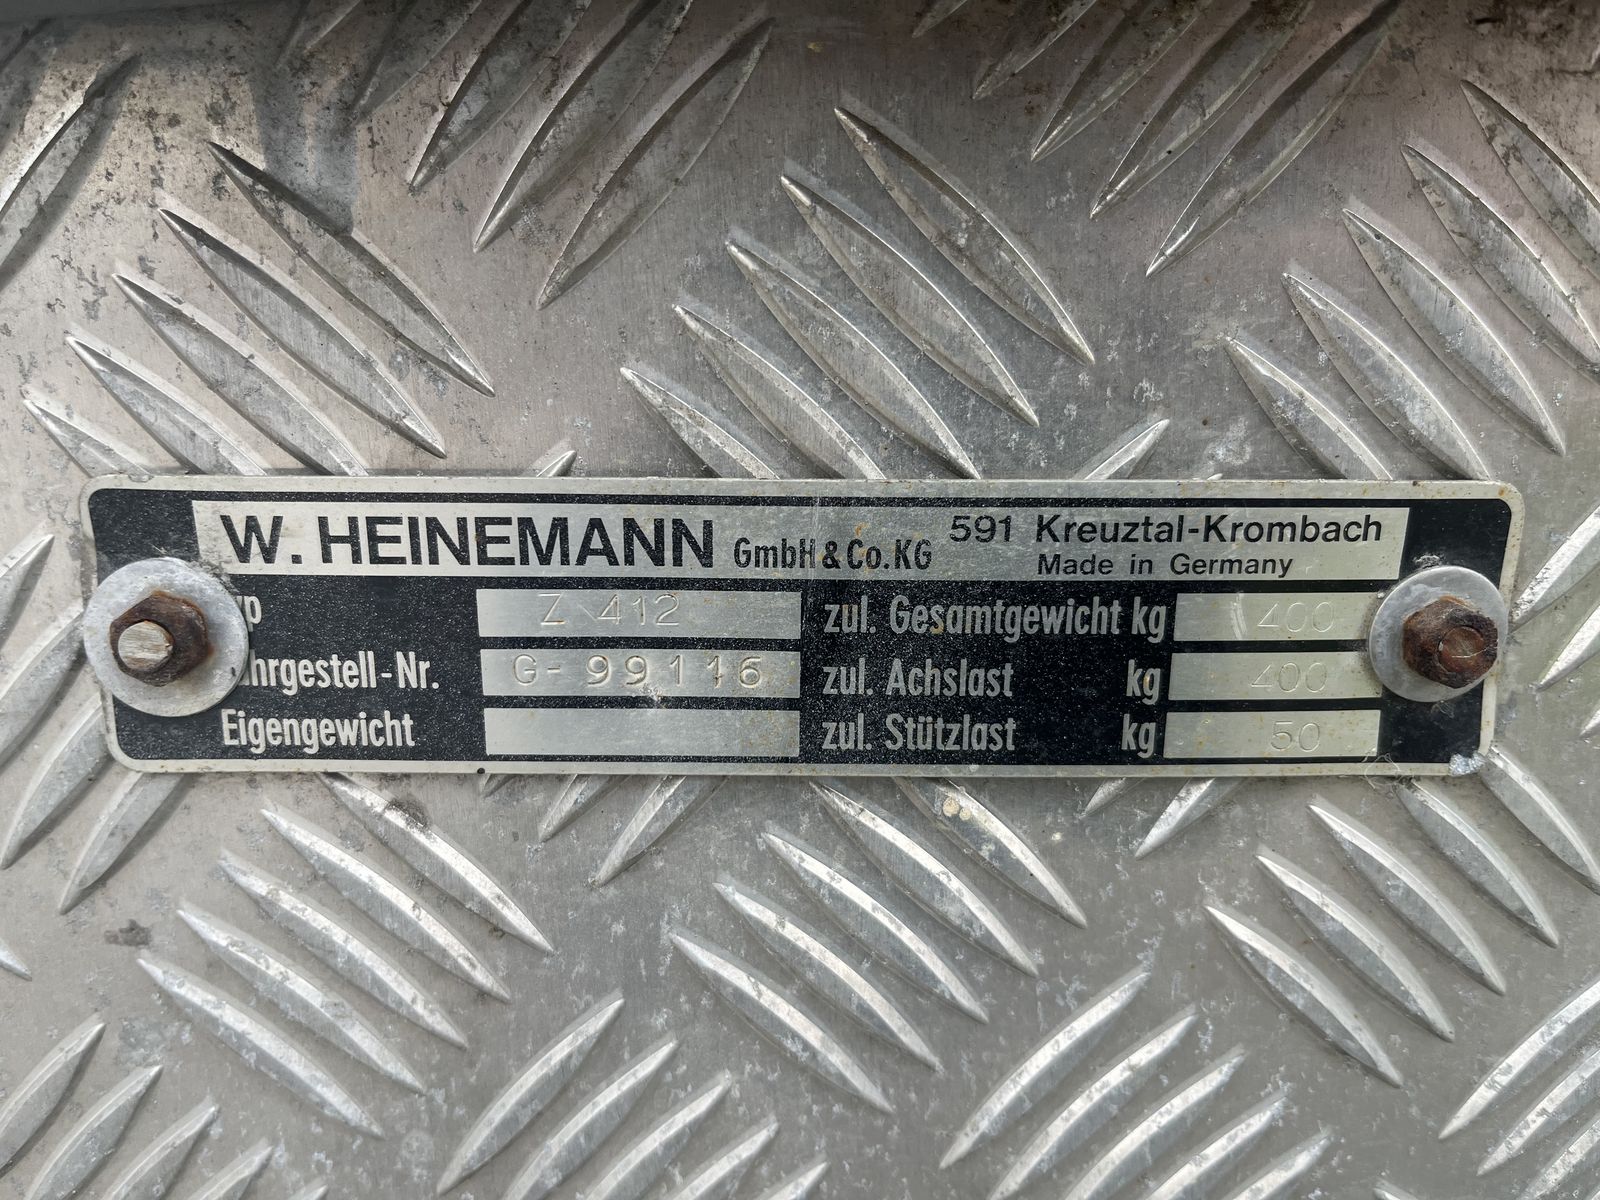 W. HEINEMANN GmbH & Co. KG 591 Kreuztal-Krombach
Made in Germany
yp Z 412 zul. Gesamtgewicht kg 400
hrgestell-Nr. G-99116 zul. Achslast kg 400
Eigengewicht zul. Stützlast kg 50